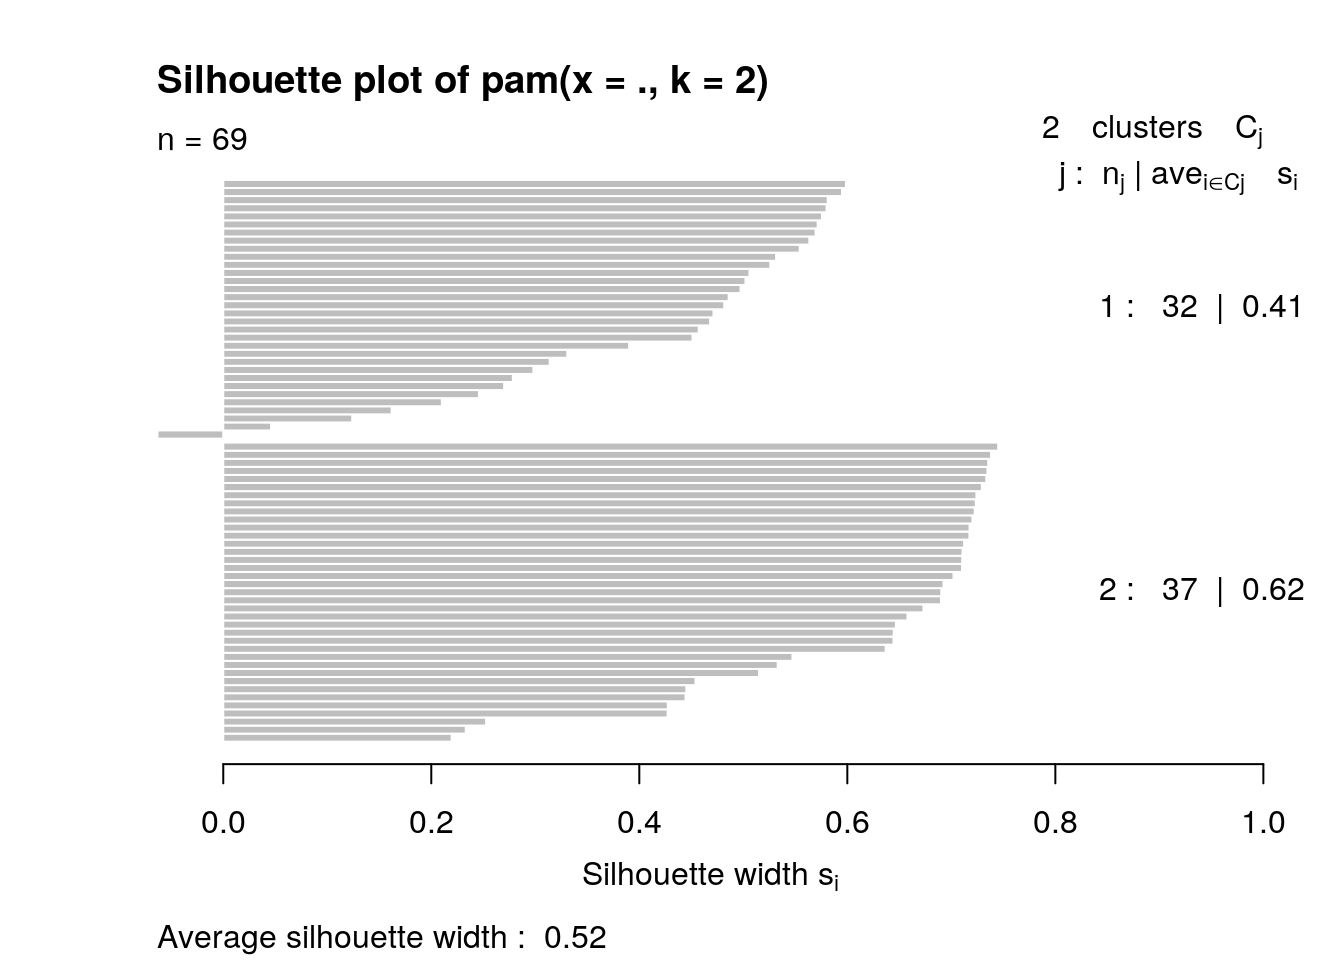 Silhouette plot of pam(x = ., k = 2)
n = 69
2 clusters Cj
j : nj | avei∈Cj si
1 : 32 | 0.41
2 : 37 | 0.62
0.0 0.2 0.4 0.6 0.8 1.0
Silhouette width si
Average silhouette width : 0.52